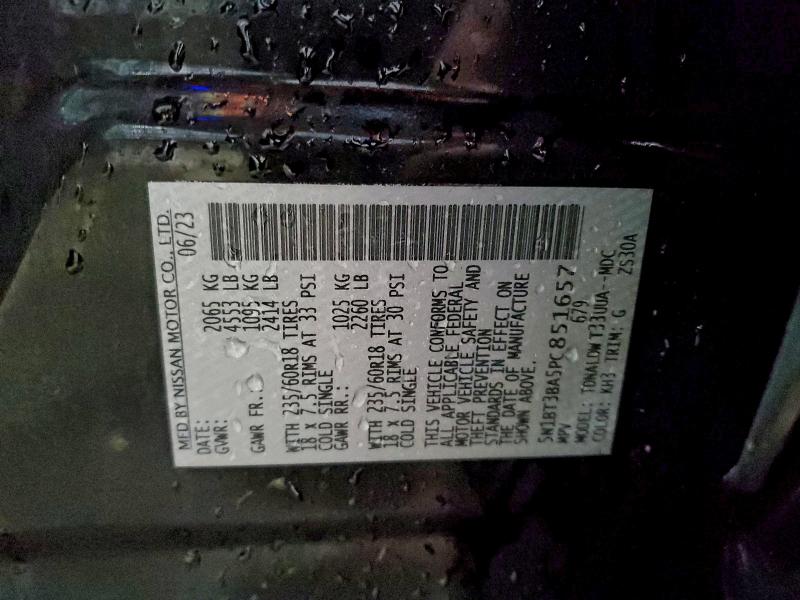 MFD BY NISSAN MOTOR CO., LTD.
DATE: 06/23
GVWR: 2065 KG
4553 LB
GAWR FR.: 1095 KG
2414 LB
WITH 235/60R18 TIRES
18 X 7.5 RIMS AT 33 PSI
COLD SINGLE
GAWR RR.: 1025 KG
2260 LB
WITH 235/60R18 TIRES
18 X 7.5 RIMS AT 30 PSI
COLD SINGLE
THIS VEHICLE CONFORMS TO
ALL APPLICABLE FEDERAL
MOTOR VEHICLE SAFETY AND
THEFT PREVENTION
STANDARDS IN EFFECT ON
THE DATE OF MANUFACTURE
SHOWN ABOVE.
5N1BT3BA5PC851657
MPV 679
MODEL: TONALDW T33UUA--MDC
COLOR: KH3 TRIM: G ZS30A